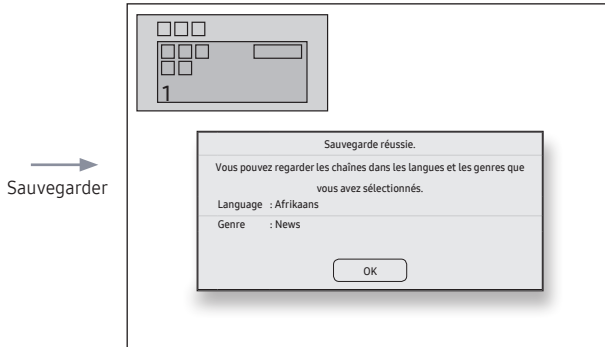 1
Sauvegarder
Sauvegarde réussie.
Vous pouvez regarder les chaînes dans les langues et les genres que
vous avez sélectionnés.
Language : Afrikaans
Genre : News
OK